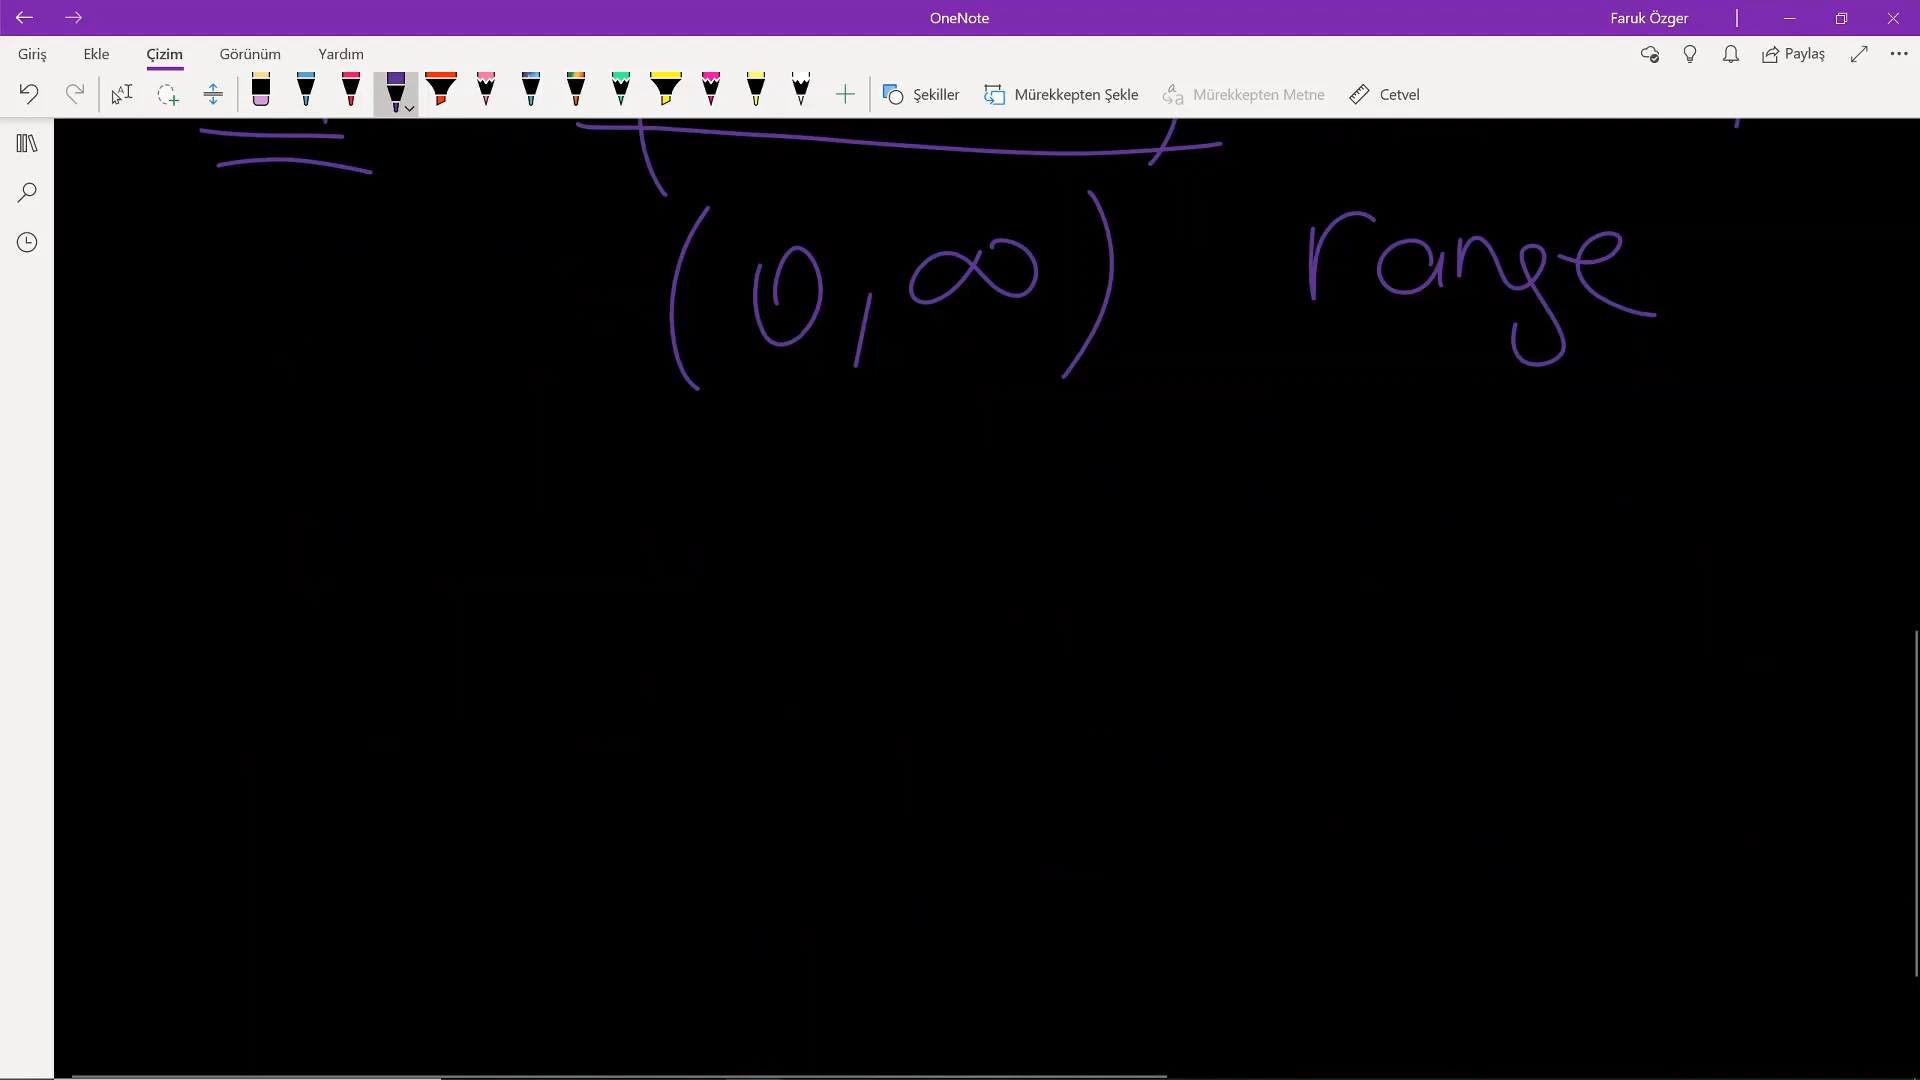 OneNote
Faruk Özger
Giriş Ekle Çizim Görünüm Yardım
Paylaş
Şekiller Mürekkepten Şekle Mürekkepten Metne Cetvel
(0, ∞) range